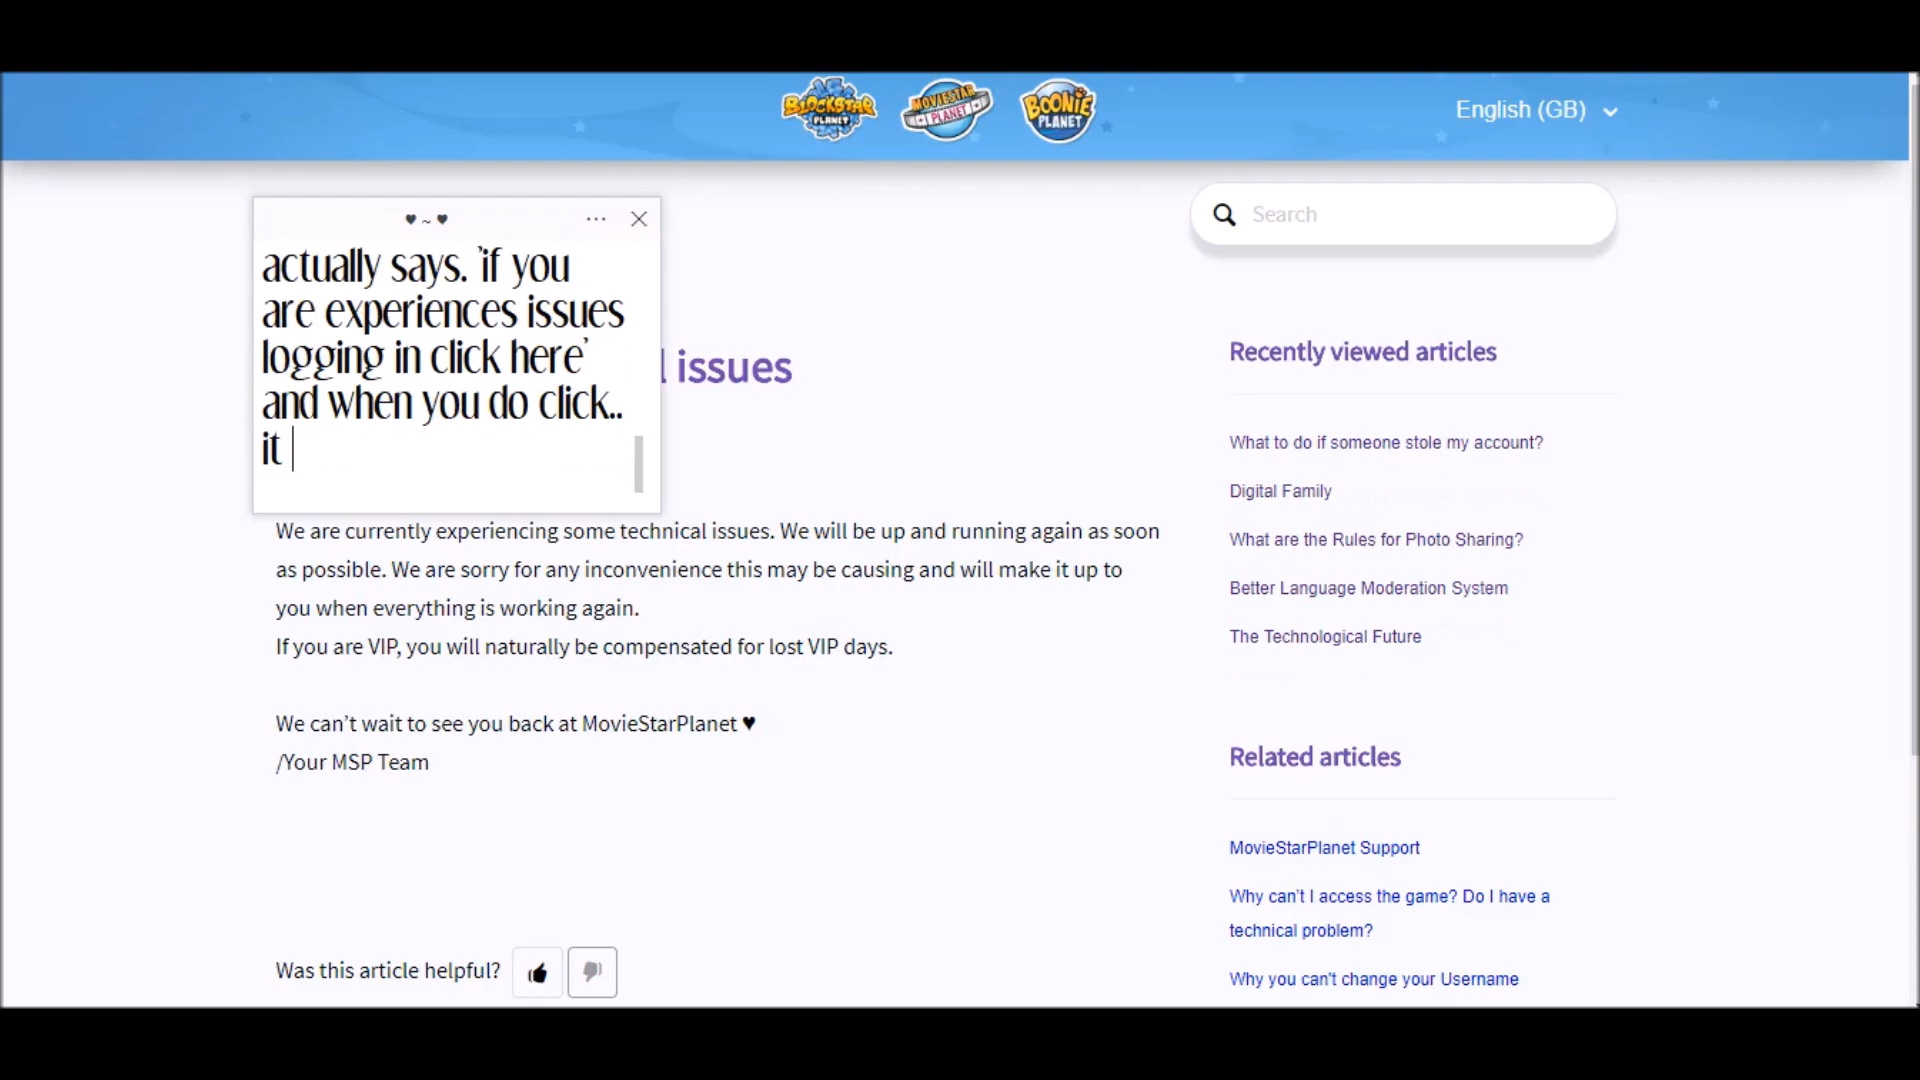 BLOCKSTAR
PLANET
MOVIESTAR
PLANET
BOONIE
PLANET
English (GB)
♥ ~ ♥
actually says. 'if you
are experiences issues
logging in click here'
and when you do click..
it
Search
issues
We are currently experiencing some technical issues. We will be up and running again as soon
as possible. We are sorry for any inconvenience this may be causing and will make it up to
you when everything is working again.
If you are VIP, you will naturally be compensated for lost VIP days.
We can’t wait to see you back at MovieStarPlanet ♥
/Your MSP Team
Was this article helpful?
Recently viewed articles
What to do if someone stole my account?
Digital Family
What are the Rules for Photo Sharing?
Better Language Moderation System
The Technological Future
Related articles
MovieStarPlanet Support
Why can’t I access the game? Do I have a
technical problem?
Why you can't change your Username